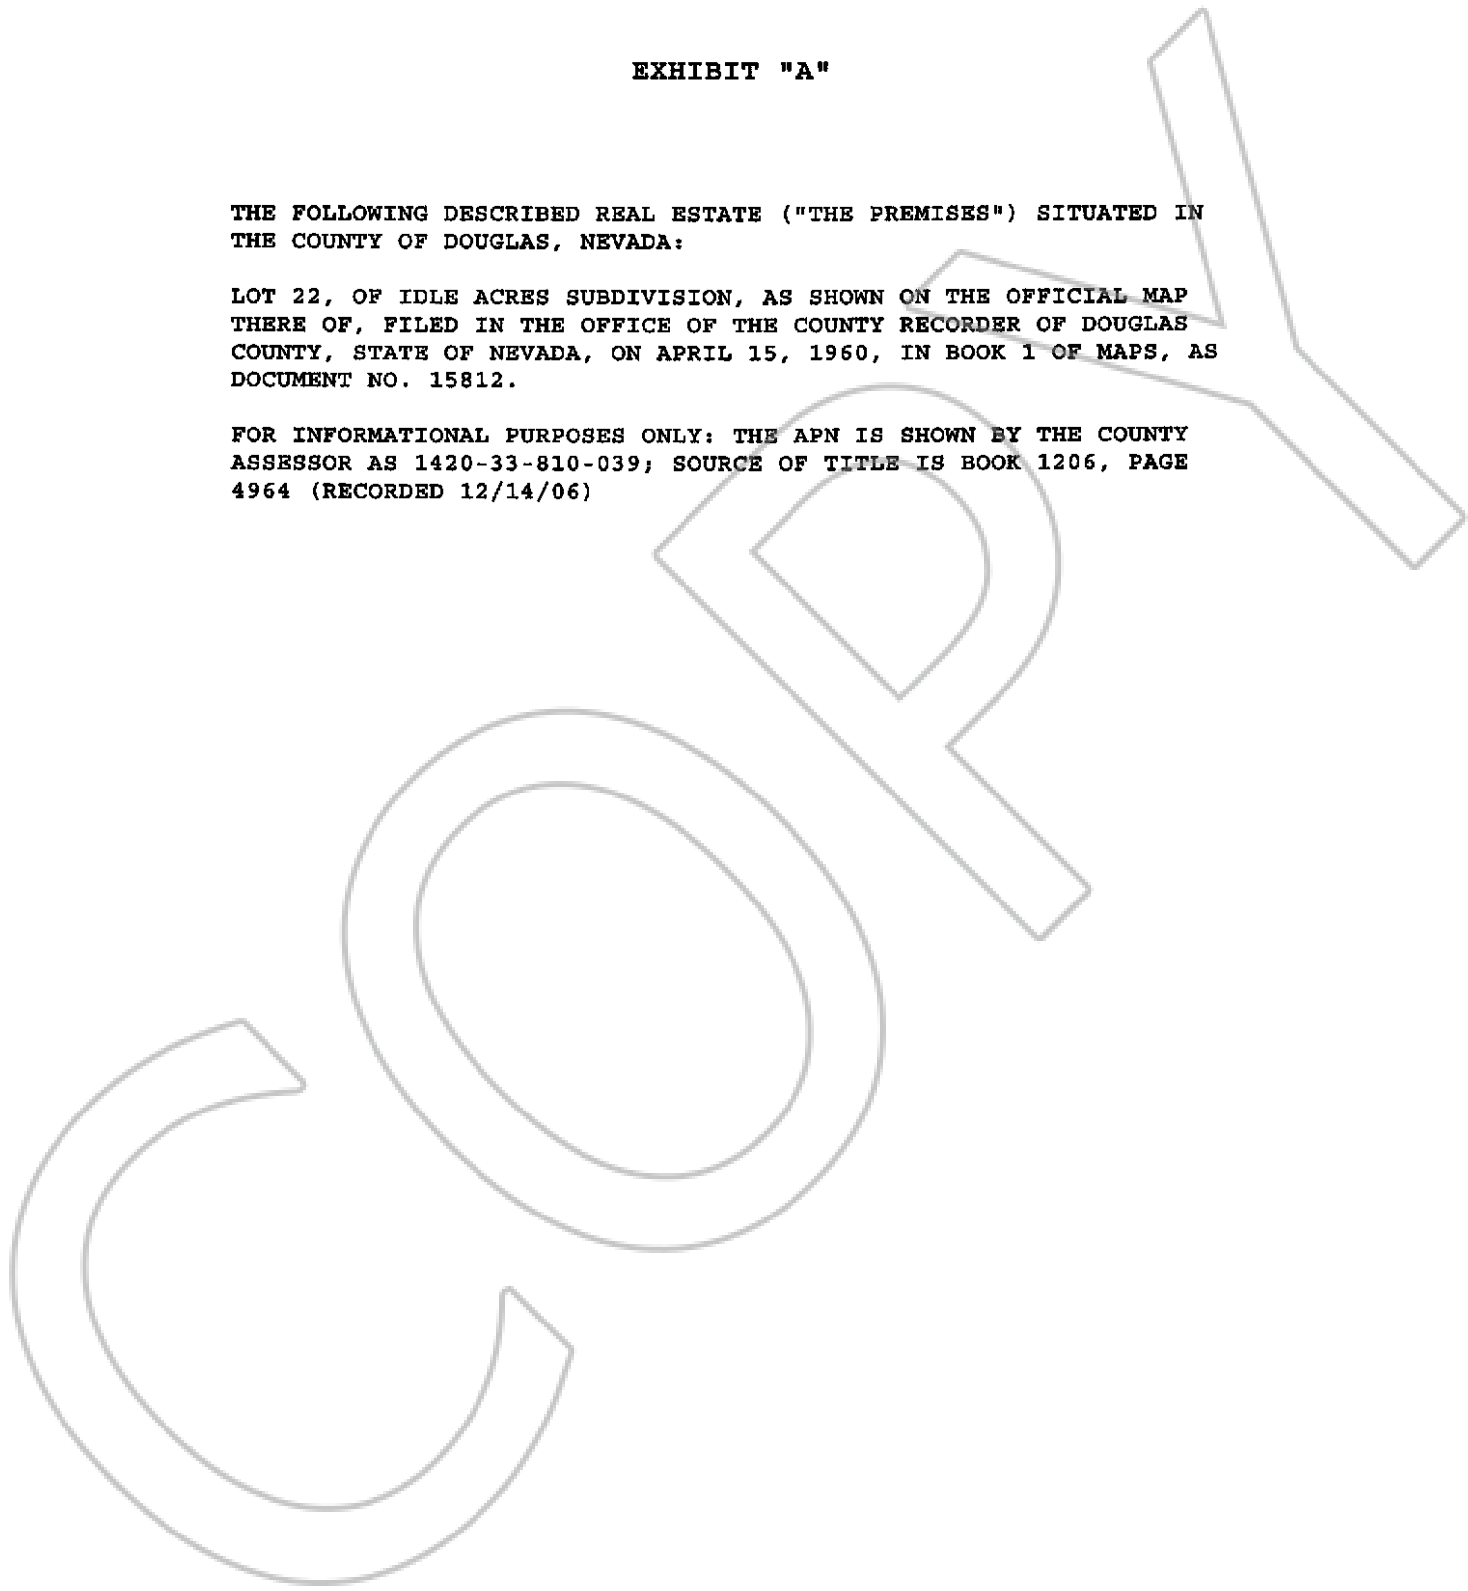 EXHIBIT "A"
THE FOLLOWING DESCRIBED REAL ESTATE ("THE PREMISES") SITUATED IN
THE COUNTY OF DOUGLAS, NEVADA:
LOT 22, OF IDLE ACRES SUBDIVISION, AS SHOWN ON THE OFFICIAL MAP
THERE OF, FILED IN THE OFFICE OF THE COUNTY RECORDER OF DOUGLAS
COUNTY, STATE OF NEVADA, ON APRIL 15, 1960, IN BOOK 1 OF MAPS, AS
DOCUMENT NO. 15812.
FOR INFORMATIONAL PURPOSES ONLY: THE APN IS SHOWN BY THE COUNTY
ASSESSOR AS 1420-33-810-039; SOURCE OF TITLE IS BOOK 1206, PAGE
4964 (RECORDED 12/14/06)
COPY